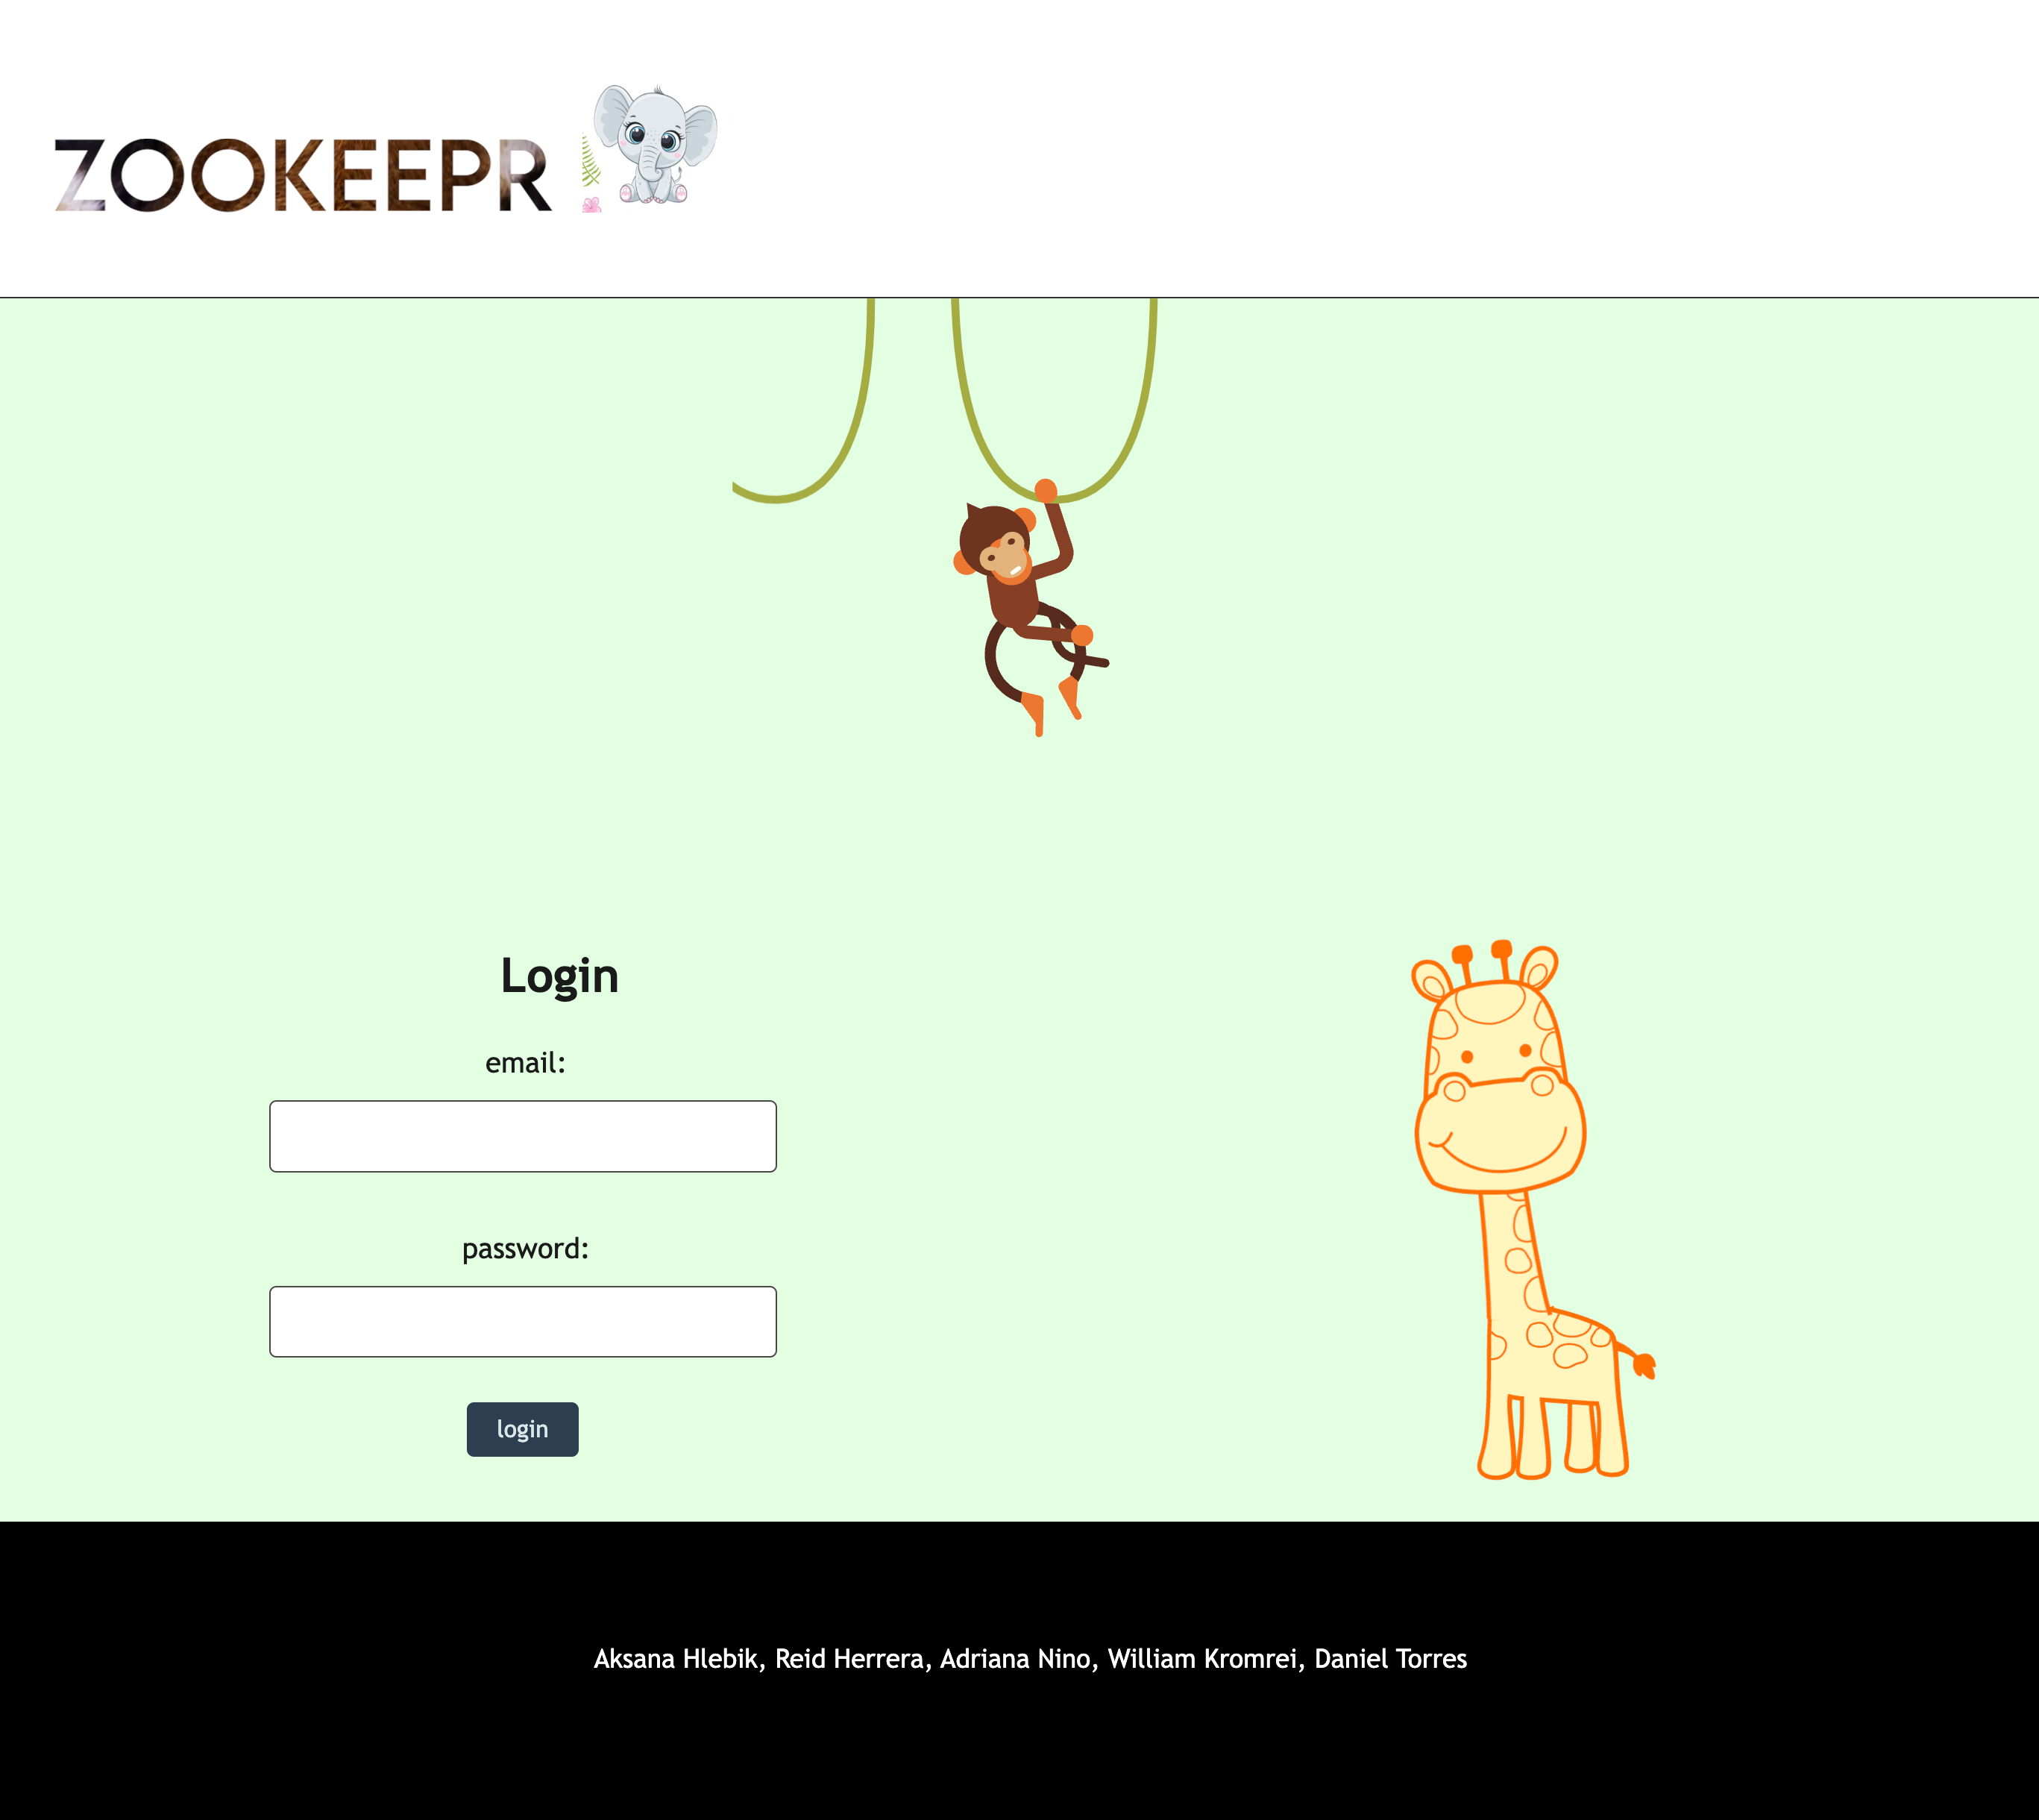 ZOOKEEPR
Login
email:
password:
login
Aksana Hlebik, Reid Herrera, Adriana Nino, William Kromrei, Daniel Torres